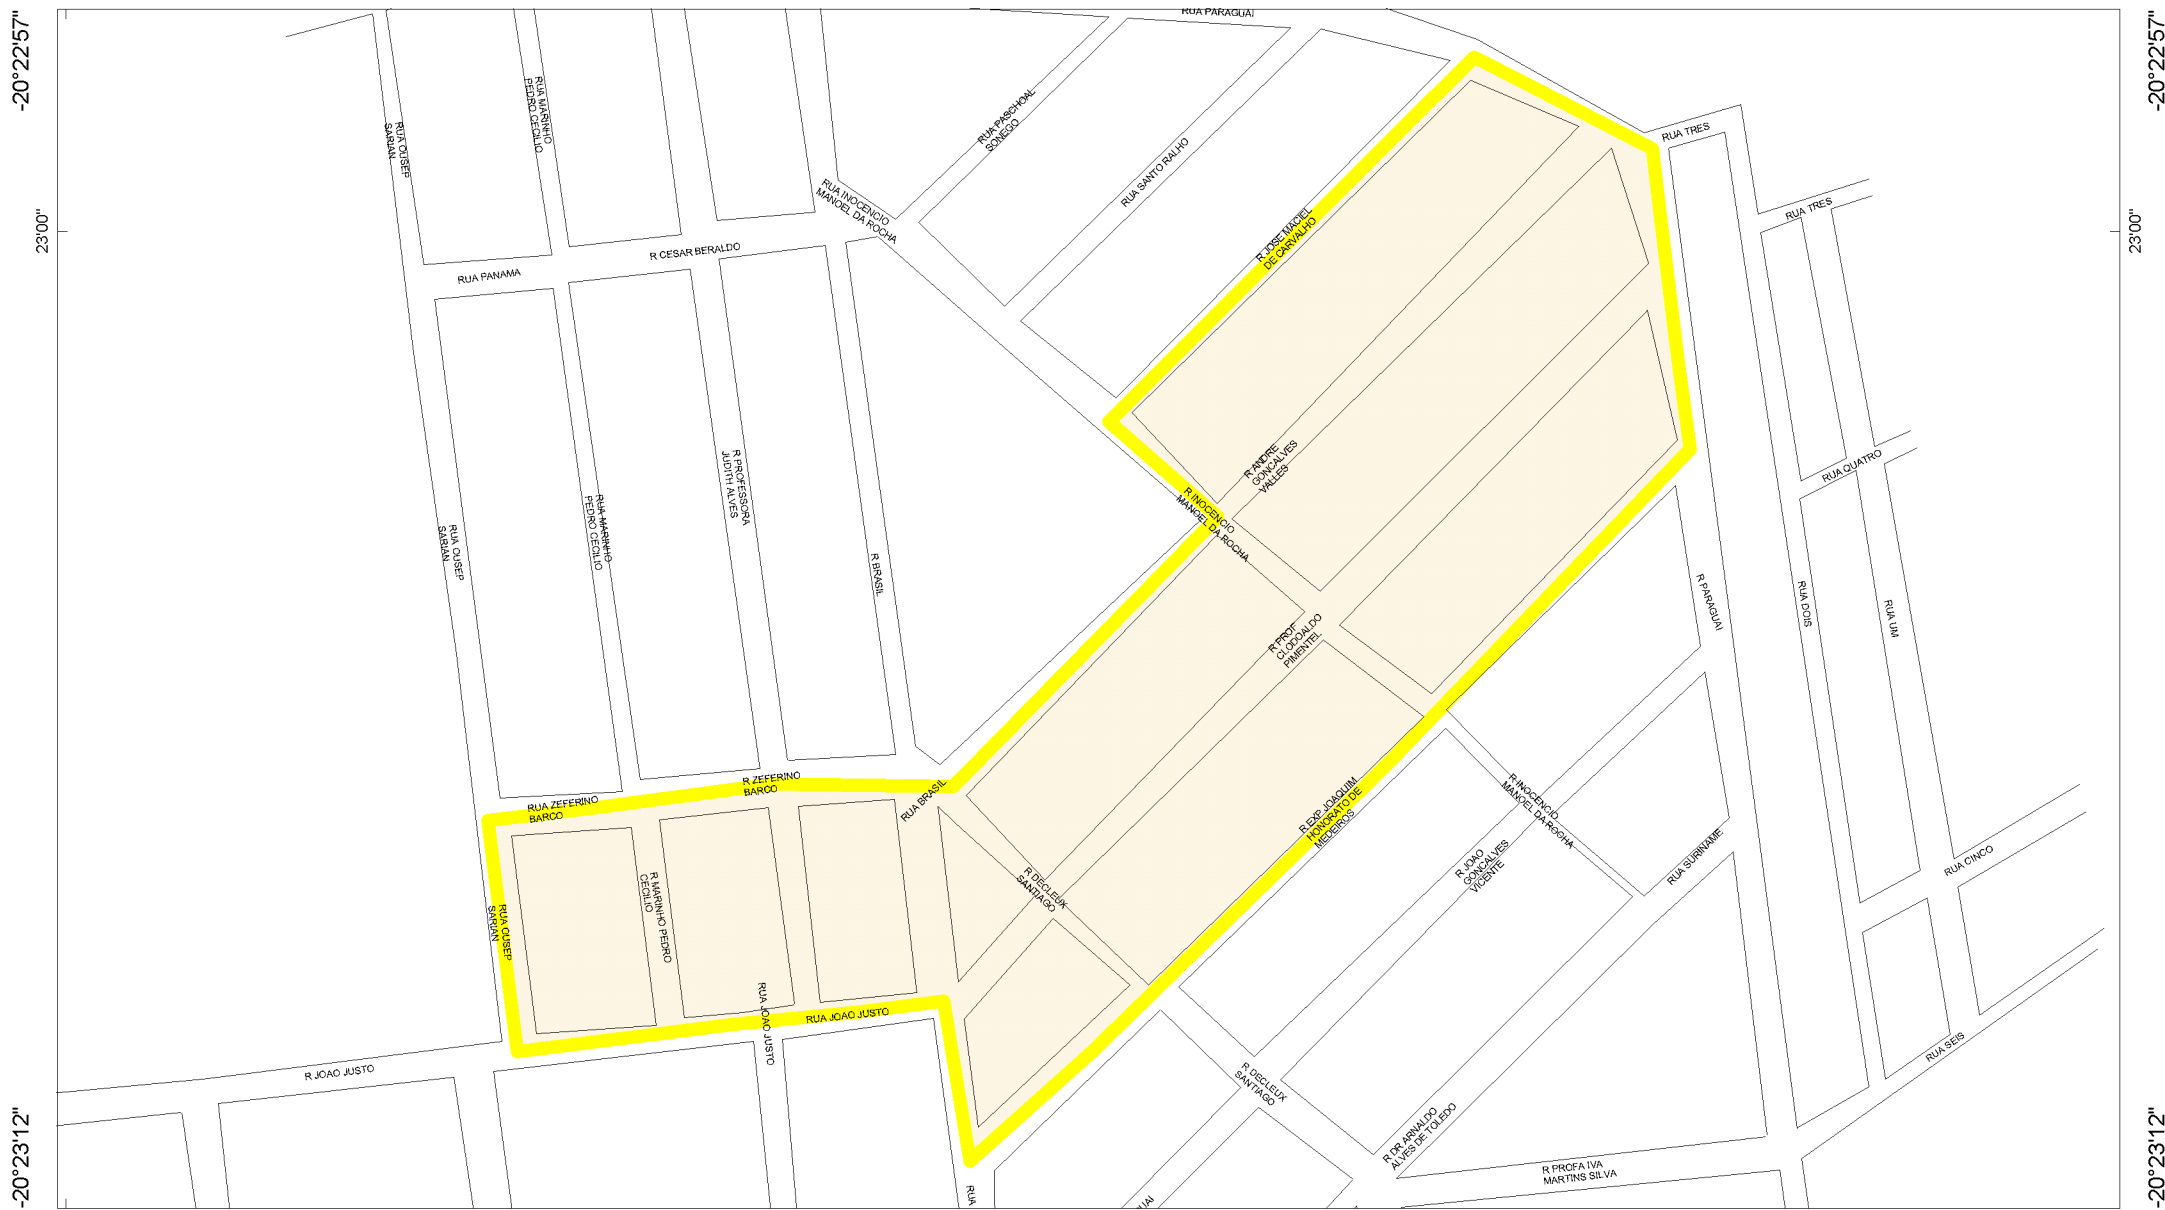 -20°22'57"
-20°22'57"
RUA PARAGUAI
RUA MARINHO
PEDRO CECILIO
RUA OUSEP
SARIAN
RUA PASCHOAL
SONEGO
RUA TRES
RUA SANTO RALHO
RUA INOCENCIO
MANOEL DA ROCHA
RUA TRES
23'00"
23'00"
R JOSE MACIEL
DE CARVALHO
R CESAR BERALDO
RUA PANAMA
R ANDRE
GONCALVES
VALLES
RUA QUATRO
R PROFESSORA
JUDITH ALVES
R INOCENCIO
MANOEL DA ROCHA
RUA MARINHO
PEDRO CECILIO
RUA OUSEP
SARIAN
R BRASIL
R PARAGUAI
RUA DOIS
RUA UM
R PROF
CLODOALDO
PIMENTEL
R ZEFERINO
BARCO
RUA ZEFERINO
BARCO
RUA BRASIL
R EXP JOAQUIM
HONORATO DE
MEDEIROS
R INOCENCIO
MANOEL DA ROCHA
R JOAO
GONCALVES
VICENTE
RUA SURINAME
RUA CINCO
R DECLEUX
SANTIAGO
R MARINHO PEDRO
CECILIO
RUA OUSEP
SARIAN
RUA JOAO JUSTO
RUA JOAO JUSTO
RUA SEIS
R JOAO JUSTO
R DECLEUX
SANTIAGO
R DR ARNALDO
ALVES DE TOLEDO
R PROFA IVA
MARTINS SILVA
RUA
UAI
-20°23'12"
-20°23'12"